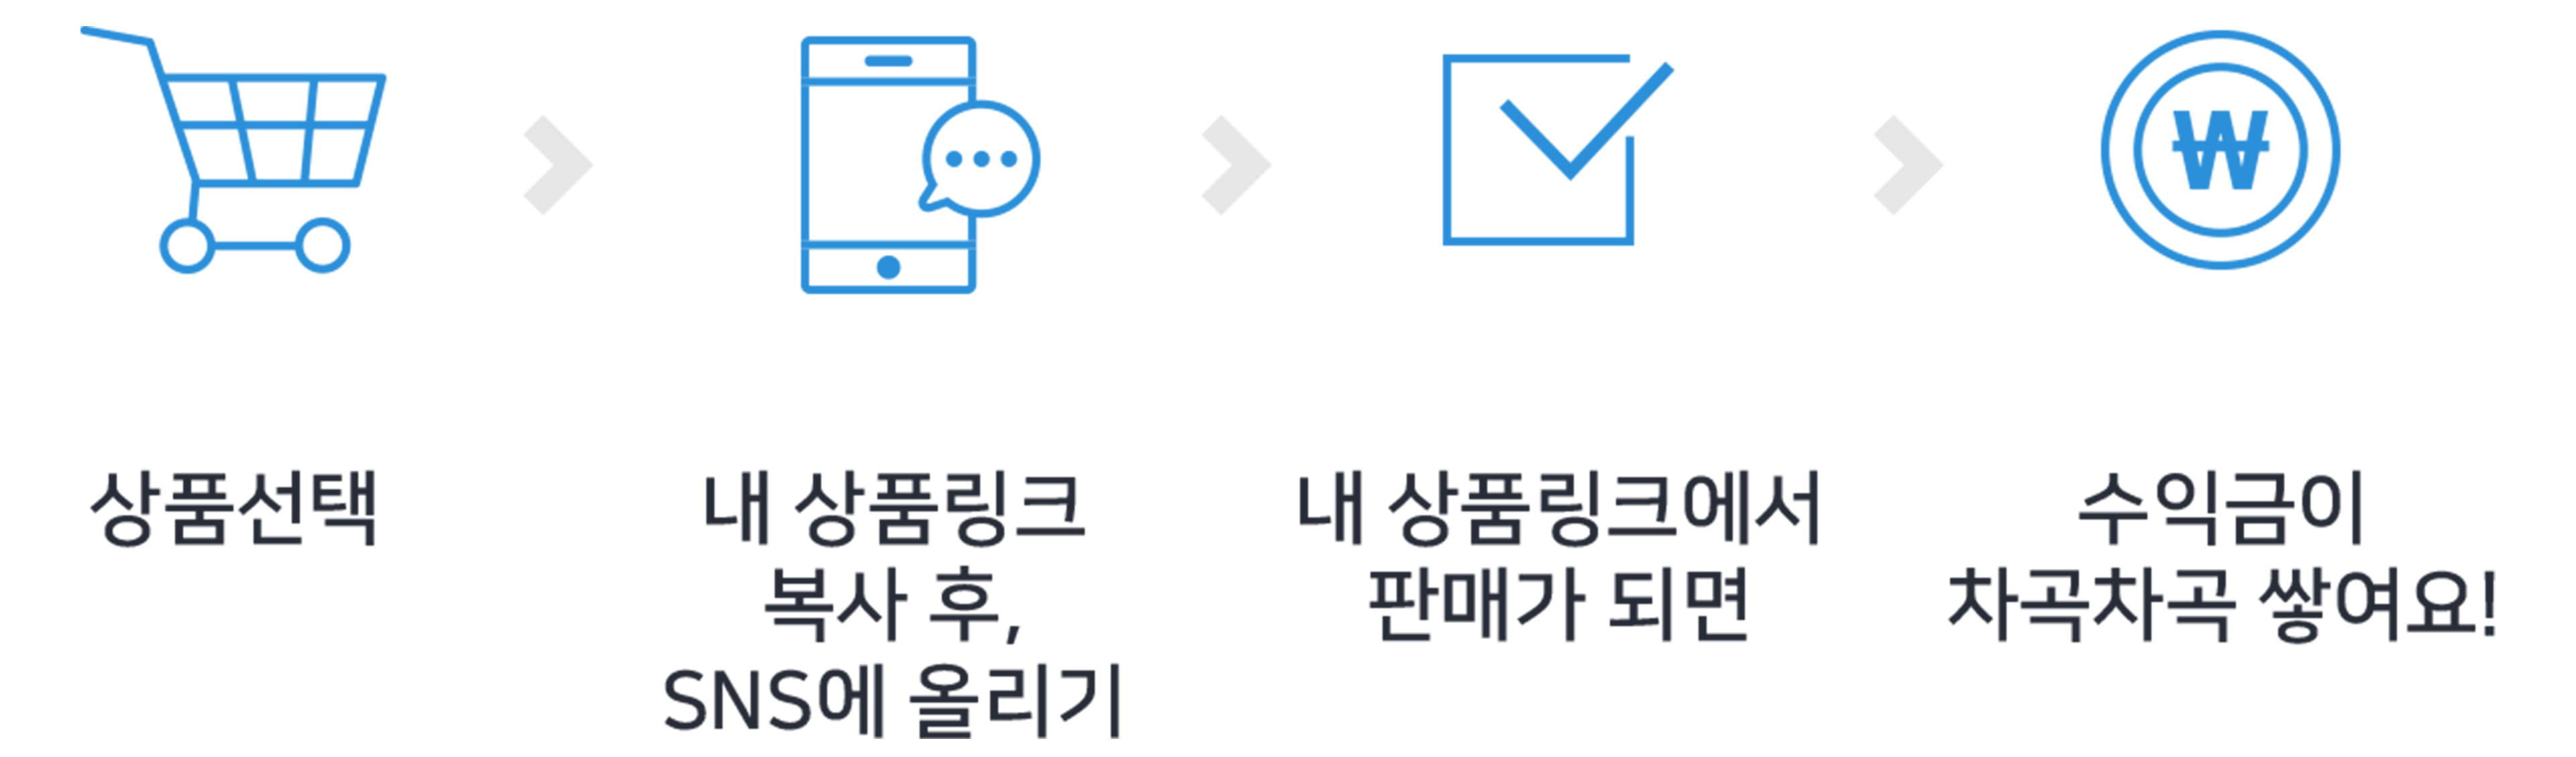 상품선택
내 상품링크
복사 후,
SNS에 올리기
내 상품링크에서
판매가 되면
수익금이
차곡차곡 쌓여요!